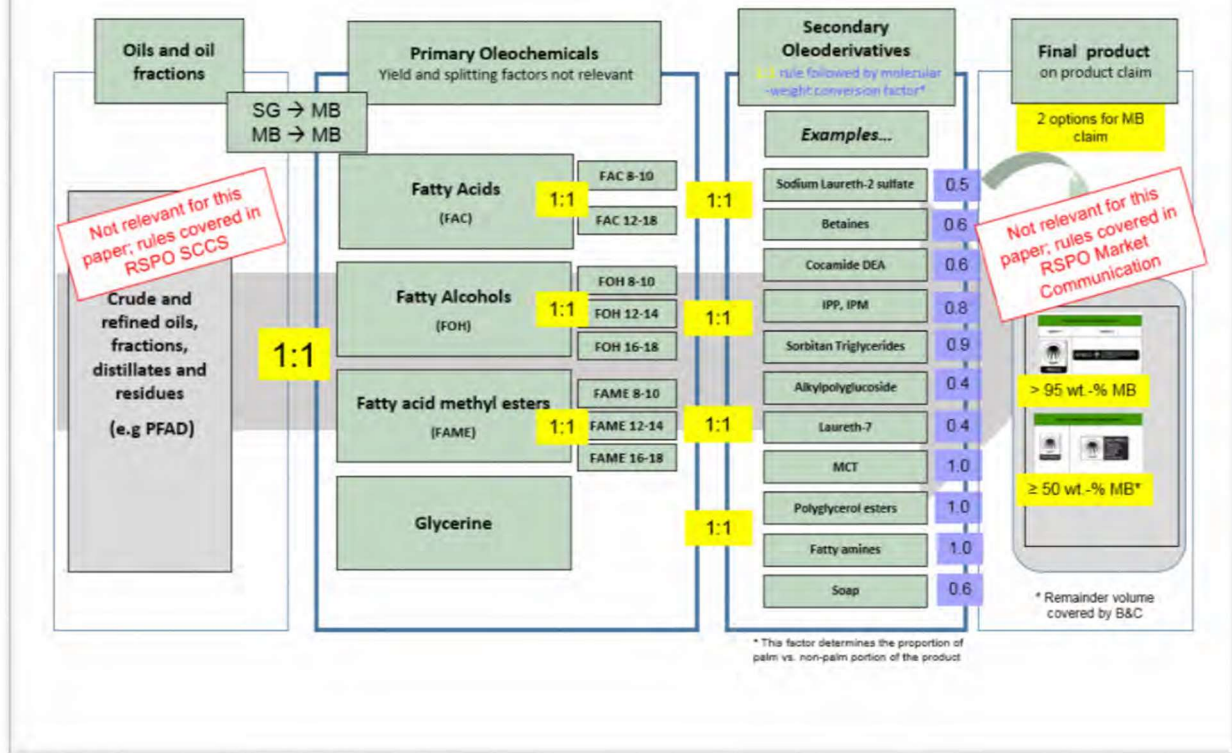 Oils and oil
fractions
SG → MB
MB → MB
Not relevant for this
paper; rules covered in
RSPO SCCS
Crude and
refined oils,
fractions,
distillates and
residues
(e.g PFAD)
1:1
Primary Oleochemicals
Yield and splitting factors not relevant
Fatty Acids
(FAC)
1:1
FAC 8-10
FAC 12-18
1:1
Fatty Alcohols
(FOH)
1:1
FOH 8-10
FOH 12-14
FOH 16-18
1:1
Fatty acid methyl esters
(FAME)
1:1
FAME 8-10
FAME 12-14
FAME 16-18
1:1
Glycerine
1:1
Secondary
Oleoderivatives
1:1 rule followed by molecular
-weight conversion factor*
Examples...
Sodium Laureth-2 sulfate 0.5
Betaines 0.6
Cocamide DEA 0.6
IPP, IPM 0.8
Sorbitan Triglycerides 0.9
Alkylpolyglucoside 0.4
Laureth-7 0.4
MCT 1.0
Polyglycerol esters 1.0
Fatty amines 1.0
Soap 0.6
* This factor determines the proportion of
palm vs. non-palm portion of the product
Final product
on product claim
2 options for MB
claim
Not relevant for this
paper; rules covered in
RSPO Market
Communication
> 95 wt.-% MB
≥ 50 wt.-% MB*
* Remainder volume
covered by B&C